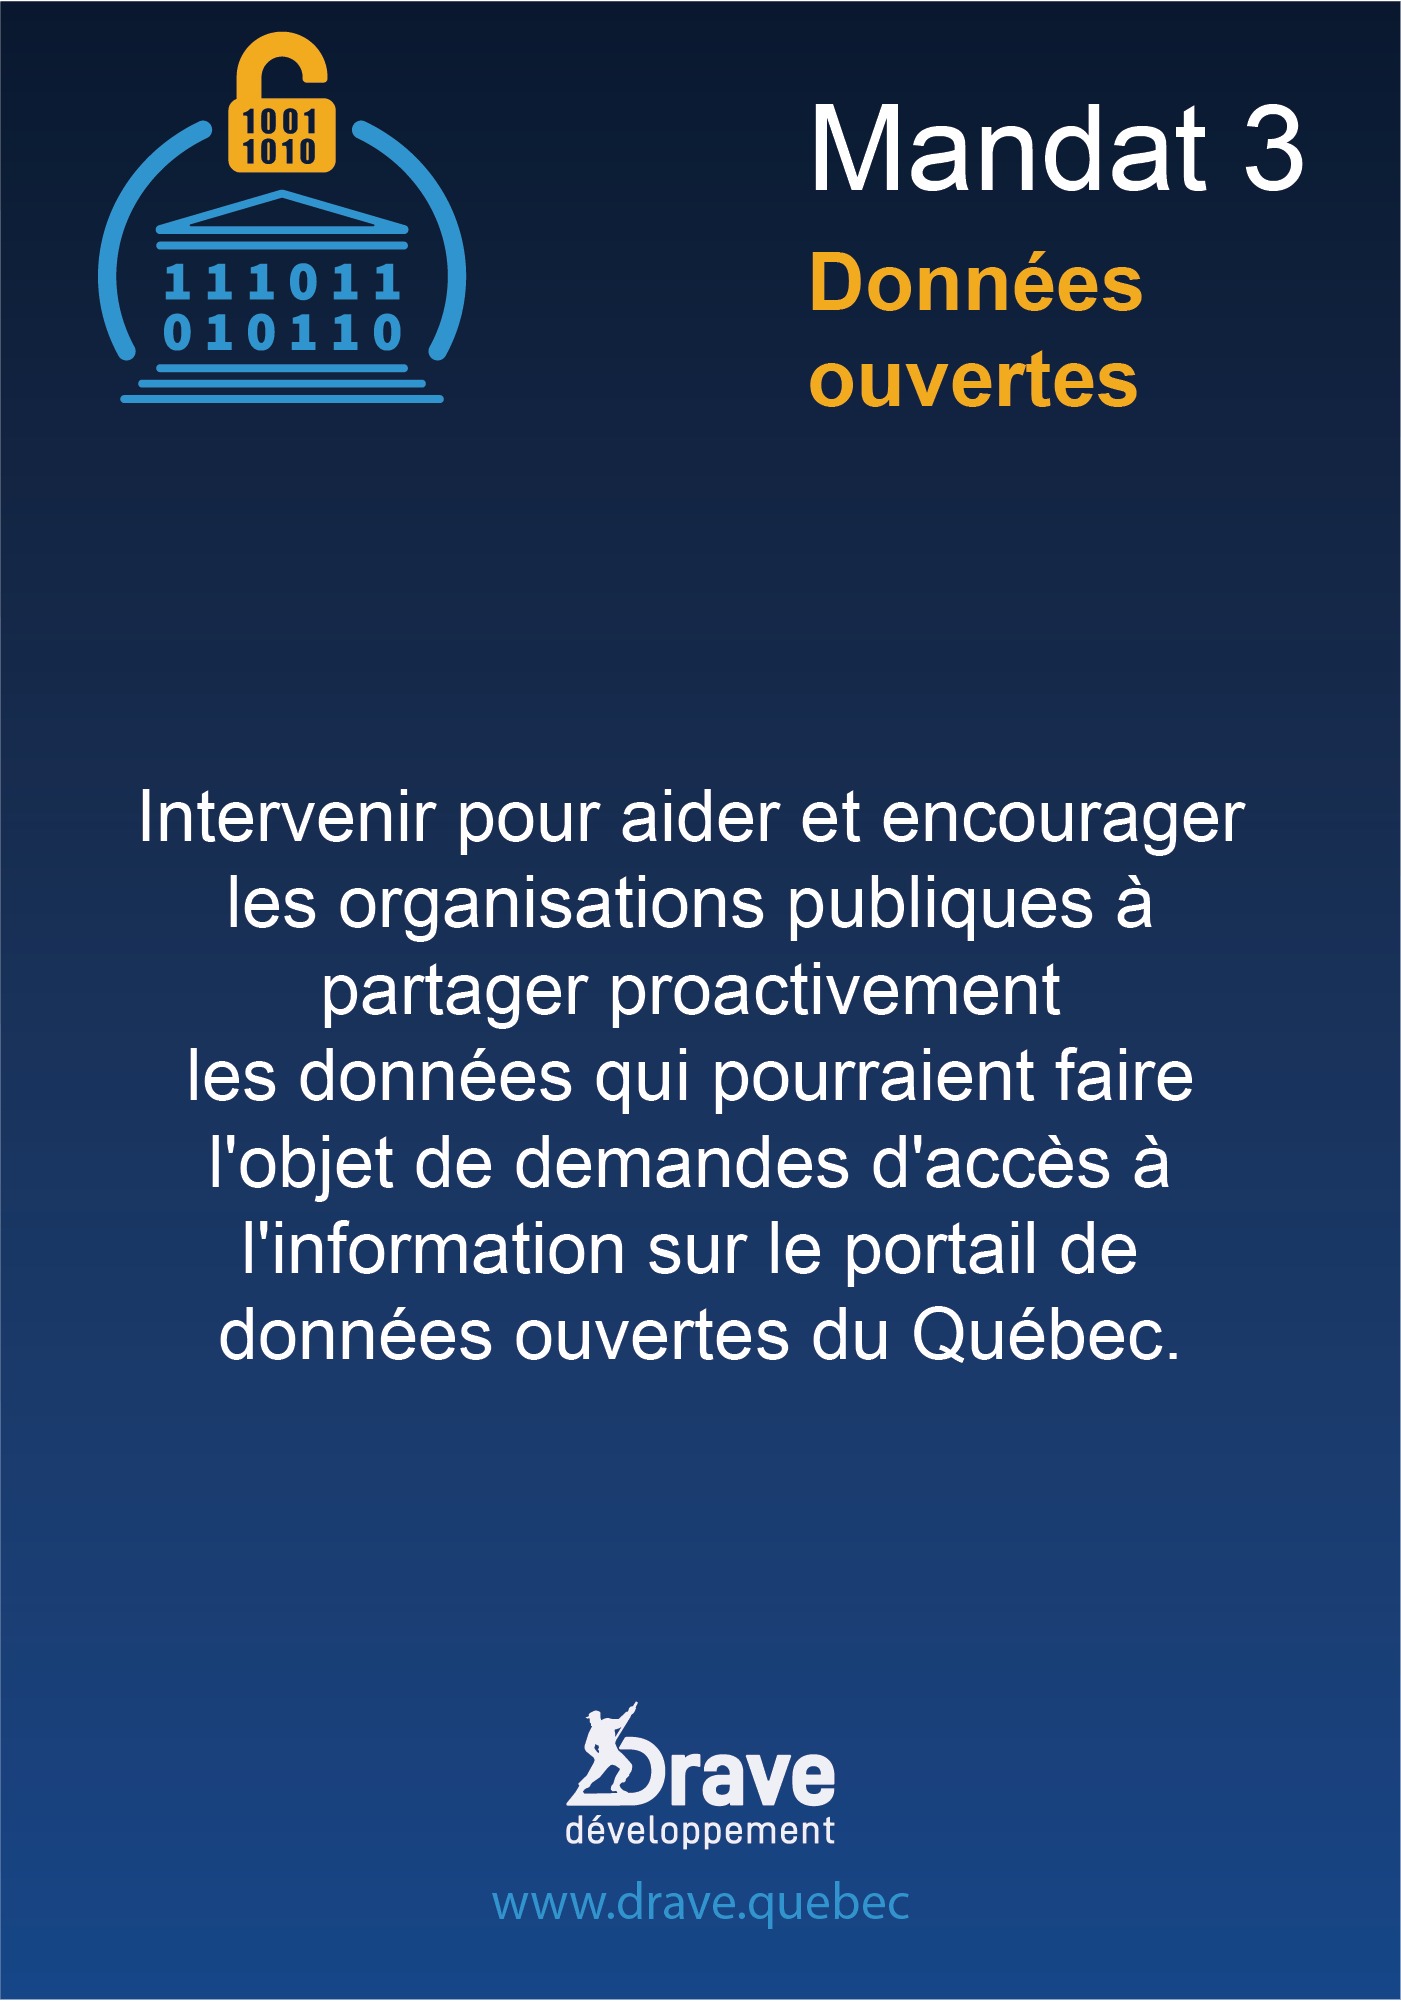 1001
1010
111011
010110
Mandat 3
Données
ouvertes
Intervenir pour aider et encourager
les organisations publiques à
partager proactivement
les données qui pourraient faire
l'objet de demandes d'accès à
l'information sur le portail de
données ouvertes du Québec.
Drave
développement
www.drave.quebec